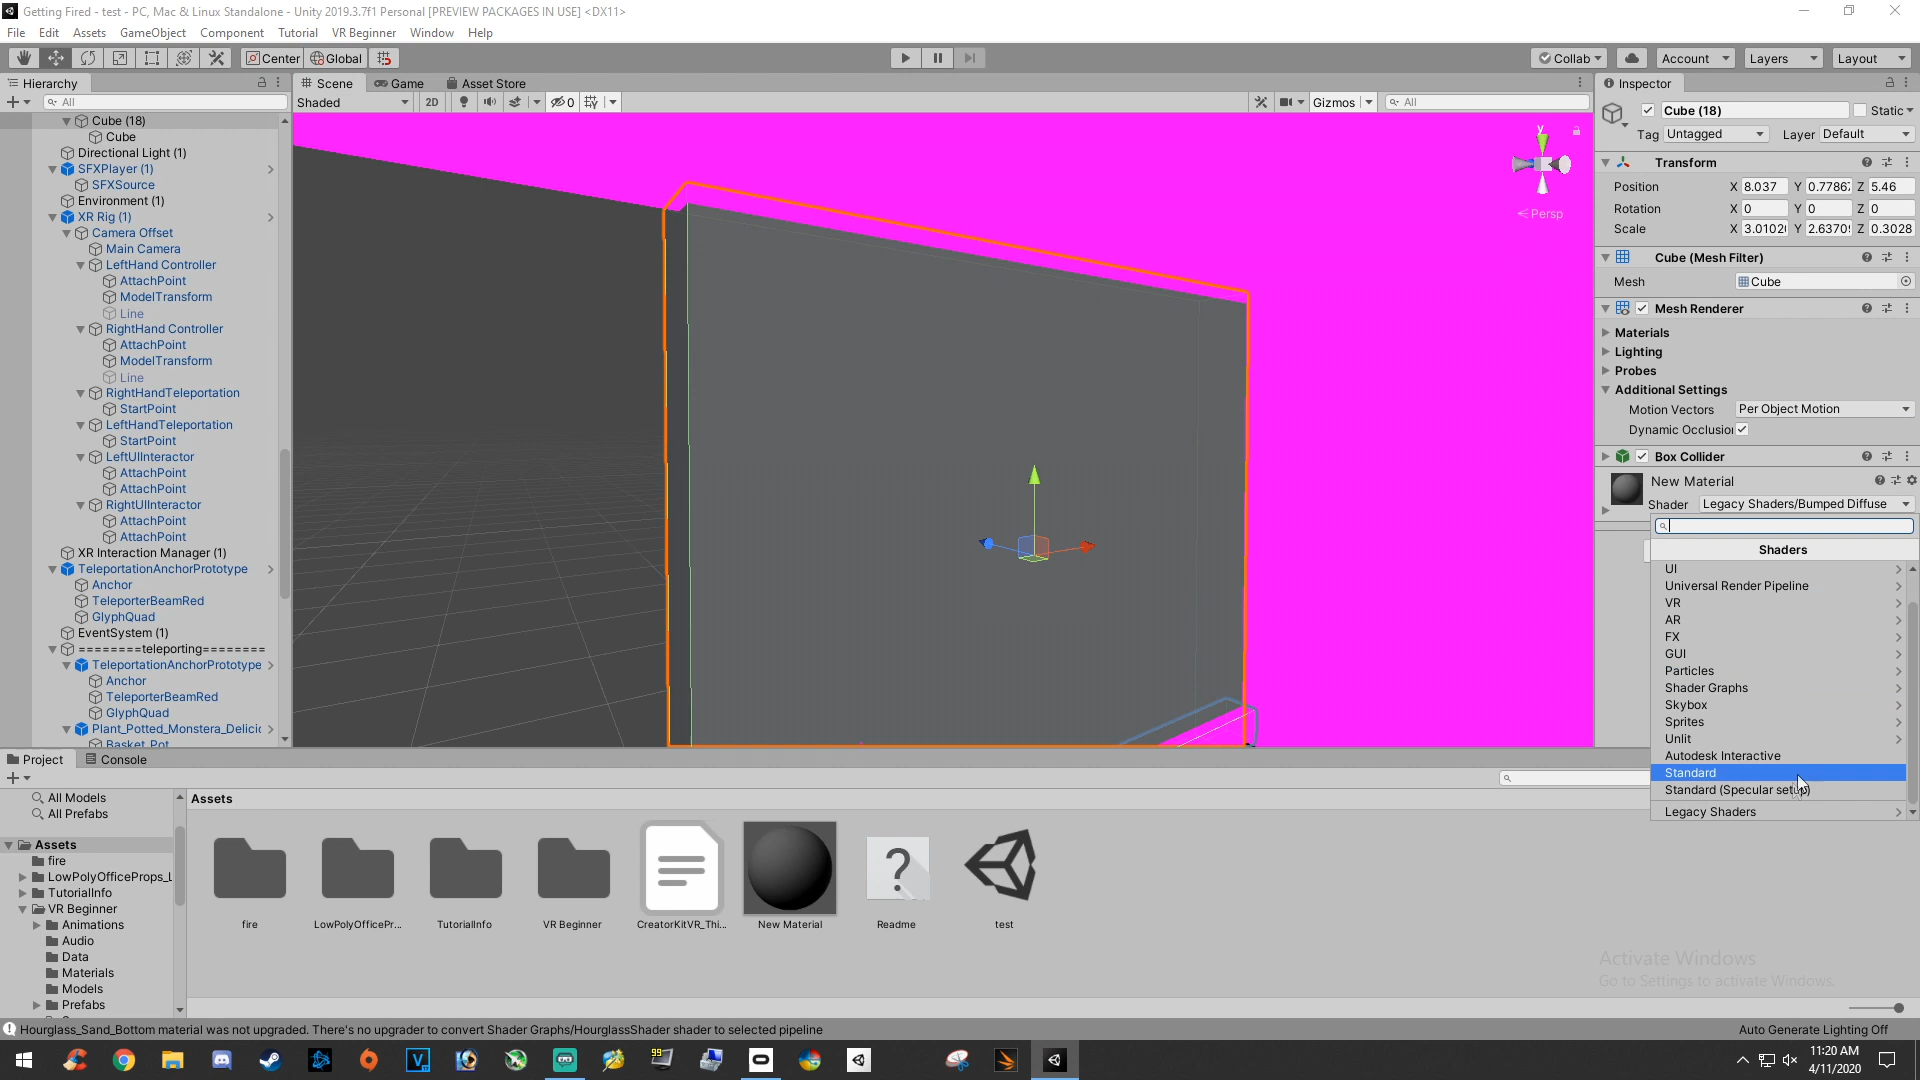 Getting Fired - test - PC, Mac & Linux Standalone - Unity 2019.3.7f1 Personal [PREVIEW PACKAGES IN USE] <DX11>
File Edit Assets GameObject Component Tutorial VR Beginner Window Help
Center Global Collab Account Layers Layout
Hierarchy
All
Cube (18)
Cube
Directional Light (1)
SFXPlayer (1)
SFXSource
Environment (1)
XR Rig (1)
Camera Offset
Main Camera
LeftHand Controller
AttachPoint
ModelTransform
Line
RightHand Controller
AttachPoint
ModelTransform
Line
RightHandTeleportation
StartPoint
LeftHandTeleportation
StartPoint
LeftUIInteractor
AttachPoint
AttachPoint
RightUIInteractor
AttachPoint
AttachPoint
XR Interaction Manager (1)
TeleportationAnchorPrototype
Anchor
TeleporterBeamRed
GlyphQuad
EventSystem (1)
========teleporting========
TeleportationAnchorPrototype
Anchor
TeleporterBeamRed
GlyphQuad
Plant_Potted_Monstera_Delicic
Basket_Pot
Scene Game Asset Store
Shaded 2D 0 Gizmos All
y
Persp
Inspector
Cube (18) Static
Tag Untagged Layer Default
Transform
Position X 8.037 Y 0.7786 Z 5.46
Rotation X 0 Y 0 Z 0
Scale X 3.0102 Y 2.6370 Z 0.3028
Cube (Mesh Filter)
Mesh Cube
Mesh Renderer
Materials
Lighting
Probes
Additional Settings
Motion Vectors Per Object Motion
Dynamic Occlusion
Box Collider
New Material
Shader Legacy Shaders/Bumped Diffuse
Shaders
UI
Universal Render Pipeline
VR
AR
FX
GUI
Particles
Shader Graphs
Skybox
Sprites
Unlit
Autodesk Interactive
Standard
Standard (Specular setup)
Legacy Shaders
Project Console
All Models
All Prefabs
Assets
fire
LowPolyOfficeProps_L
TutorialInfo
VR Beginner
Animations
Audio
Data
Materials
Models
Prefabs
Assets
fire LowPolyOfficePr... TutorialInfo VR Beginner CreatorKitVR_Thi... New Material Readme test
Activate Windows
Go to Settings to activate Windows.
Hourglass_Sand_Bottom material was not upgraded. There's no upgrader to convert Shader Graphs/HourglassShader shader to selected pipeline
Auto Generate Lighting Off
99
11:20 AM
4/11/2020